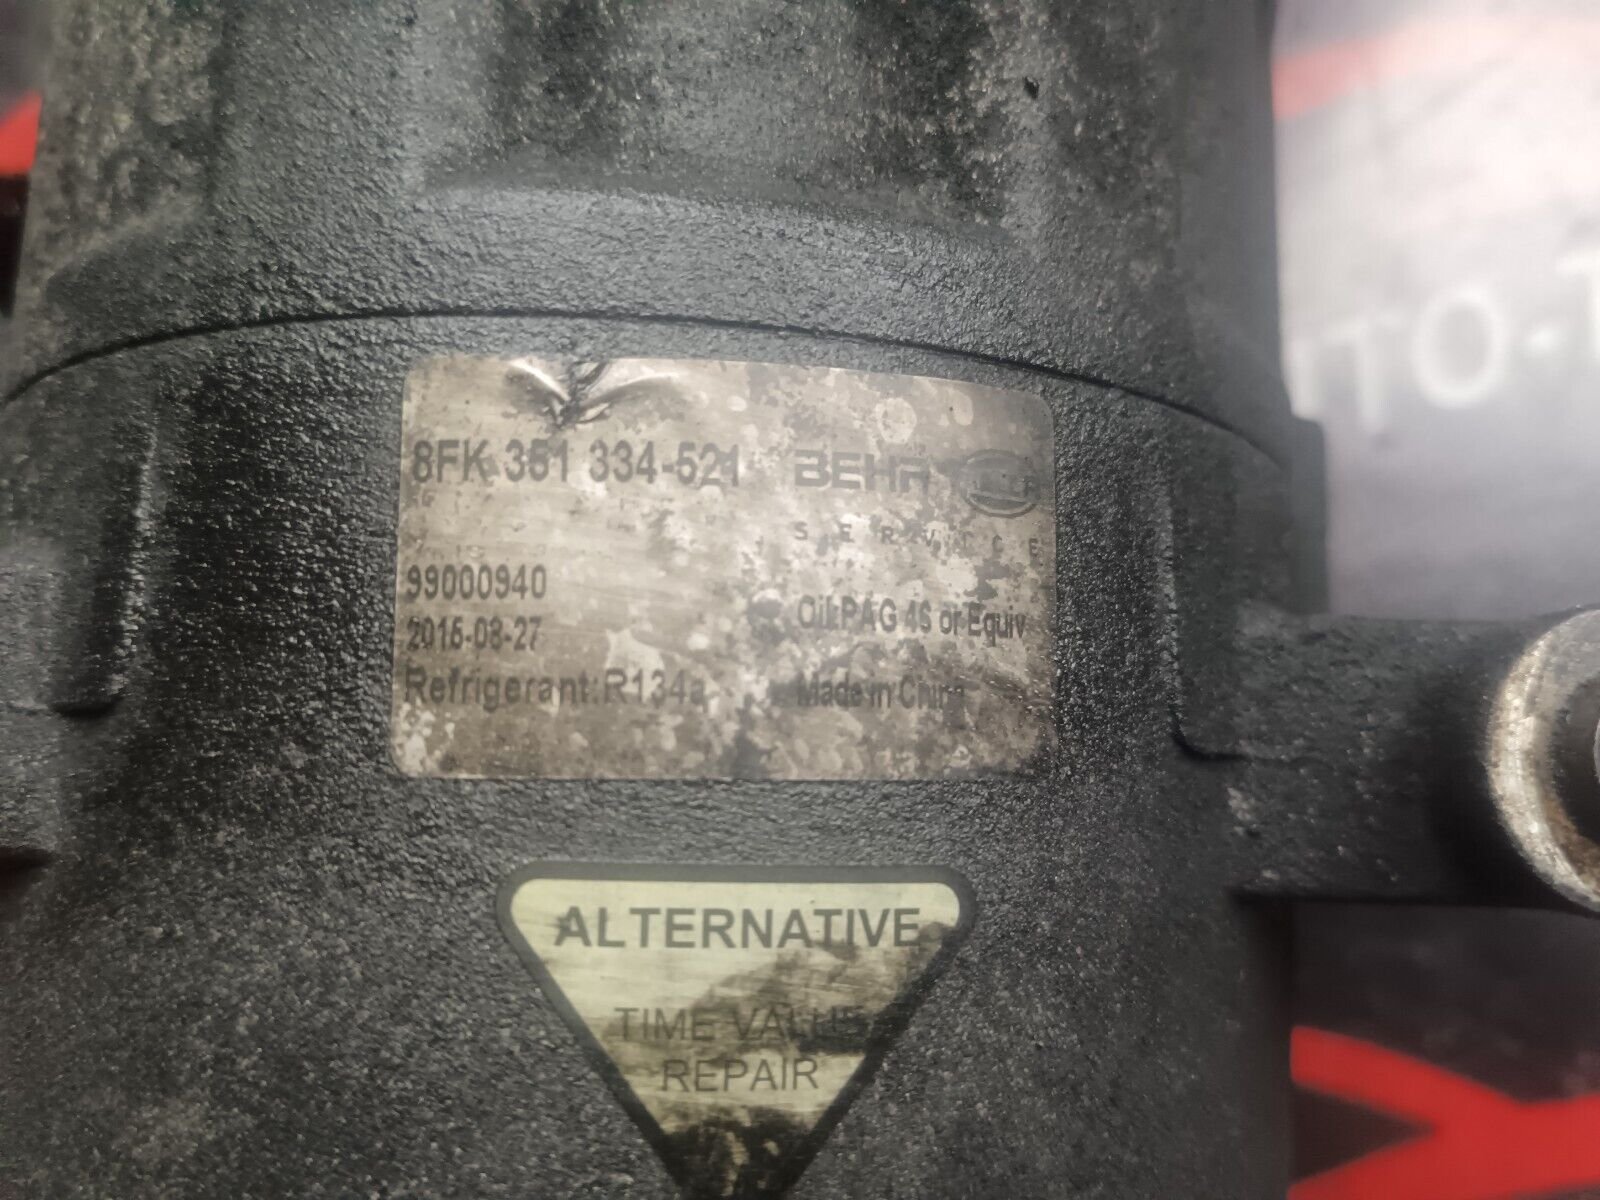 8FK 351 334-521 BEHR
SERVICE
99000940
Oil:PAG 46 or Equiv
2015-08-27
Refrigerant:R134a Made in China
ALTERNATIVE
TIME VALUE
REPAIR